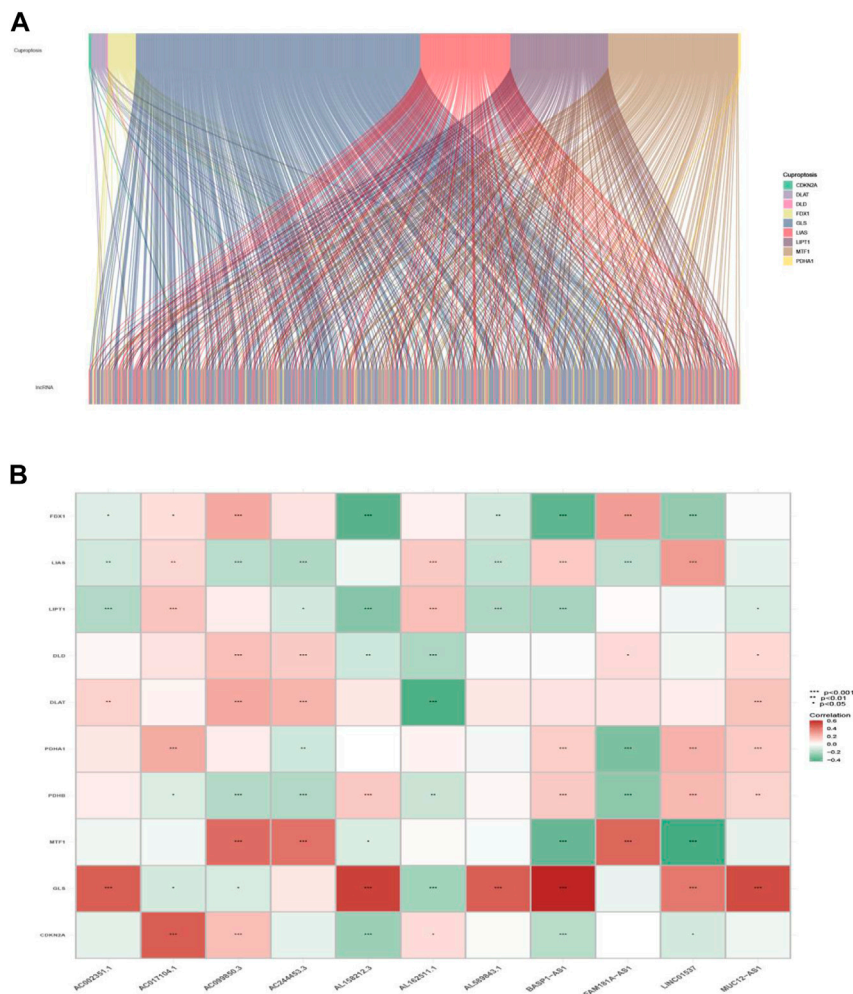 A
Cuproptosis
Cuproptosis
CDKN2A
DLAT
DLD
FDX1
GLS
LIAS
LIPT1
MTF1
PDHA1
lncRNA
B
FDX1
* * *** *** *** ** *** *** ***
LIAS
** ** *** *** *** *** *** *** ***
LIPT1
*** *** * *** *** *** *** *
DLD
*** *** ** *** * *
DLAT
** *** *** *** ***
PDHA1
*** ** *** *** *** ***
PDHB
* *** *** *** ** *** *** *** **
MTF1
*** *** * *** *** ***
GLS
*** * * *** *** *** *** *** ***
CDKN2A
*** *** *** * *** *
*** p<0.001
** p<0.01
* p<0.05
Correlation
0.6
0.4
0.2
0.0
−0.2
−0.4
AC002351.1
AC017104.1
AC099850.3
AC244453.3
AL158212.3
AL162511.1
AL589843.1
BASP1−AS1
FAM181A−AS1
LINC01537
MUC12−AS1